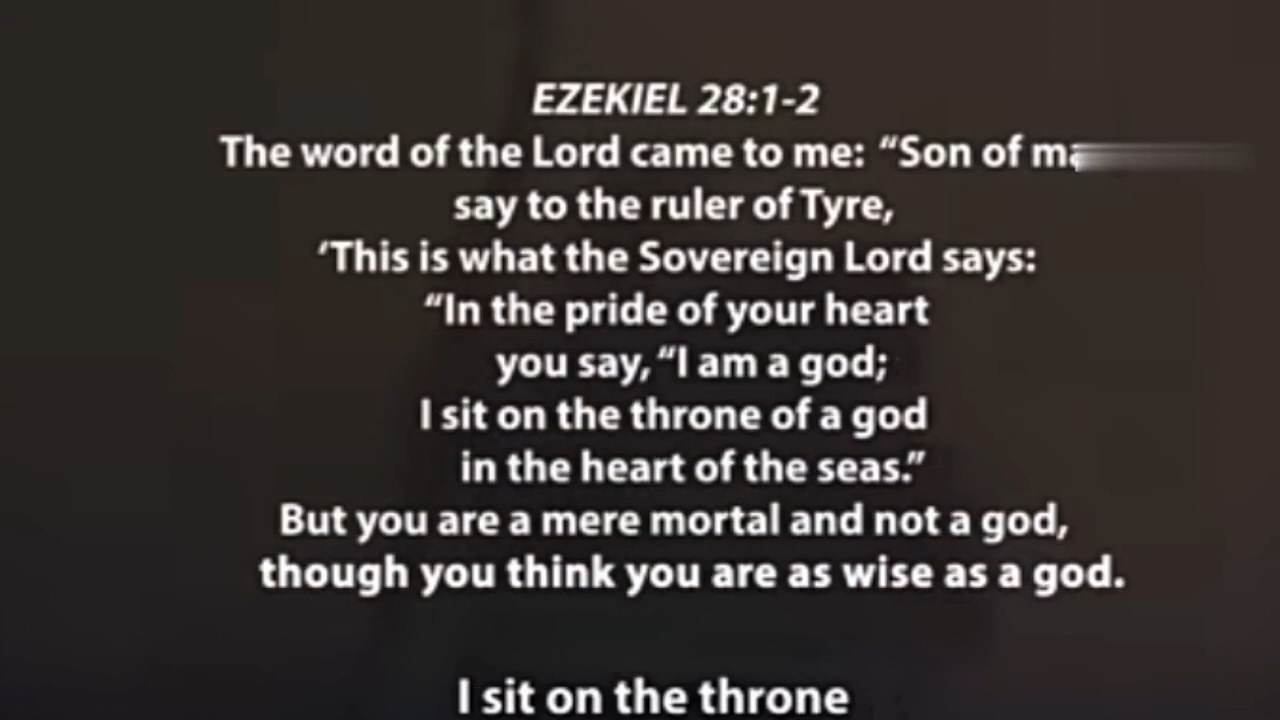 EZEKIEL 28:1-2
The word of the Lord came to me: “Son of
say to the ruler of Tyre,
‘This is what the Sovereign Lord says:
“In the pride of your heart
you say, “I am a god;
I sit on the throne of a god
in the heart of the seas.”
But you are a mere mortal and not a god,
though you think you are as wise as a god.
I sit on the throne